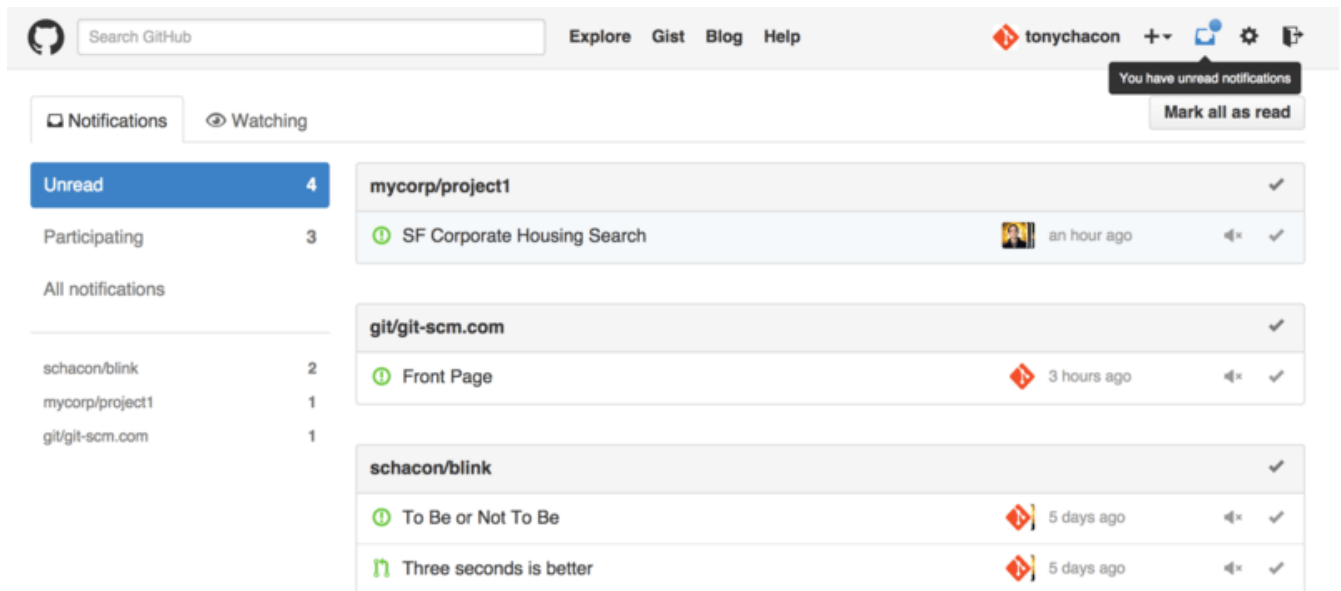 Search GitHub Explore Gist Blog Help tonychacon
You have unread notifications
Notifications Watching Mark all as read
Unread 4
Participating 3
All notifications
schacon/blink 2
mycorp/project1 1
git/git-scm.com 1
mycorp/project1
SF Corporate Housing Search an hour ago
git/git-scm.com
Front Page 3 hours ago
schacon/blink
To Be or Not To Be 5 days ago
Three seconds is better 5 days ago